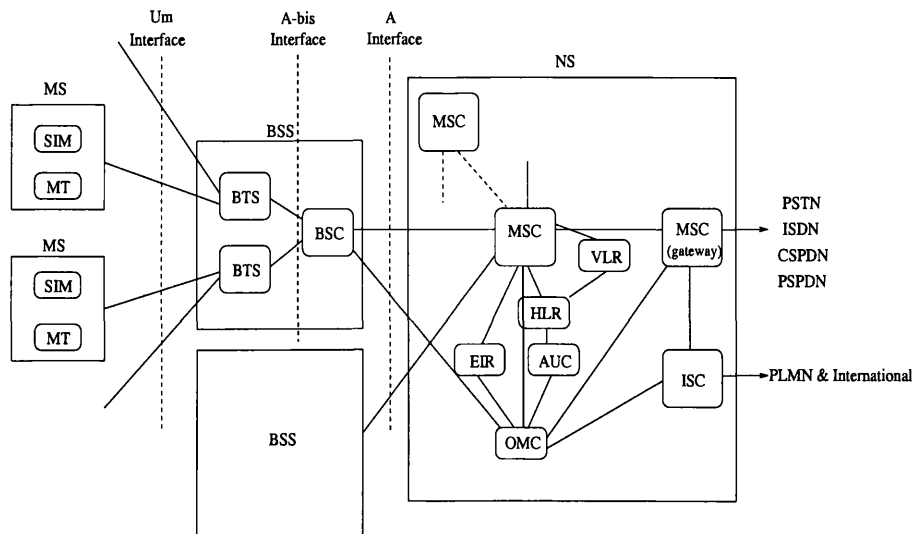 Um
Interface
A-bis
Interface
A
Interface
NS
MS
SIM
MT
BSS
BTS
BTS
BSC
MS
SIM
MT
BSS
MSC
MSC
VLR
HLR
EIR
AUC
OMC
MSC
(gateway)
ISC
PSTN
ISDN
CSPDN
PSPDN
PLMN & International